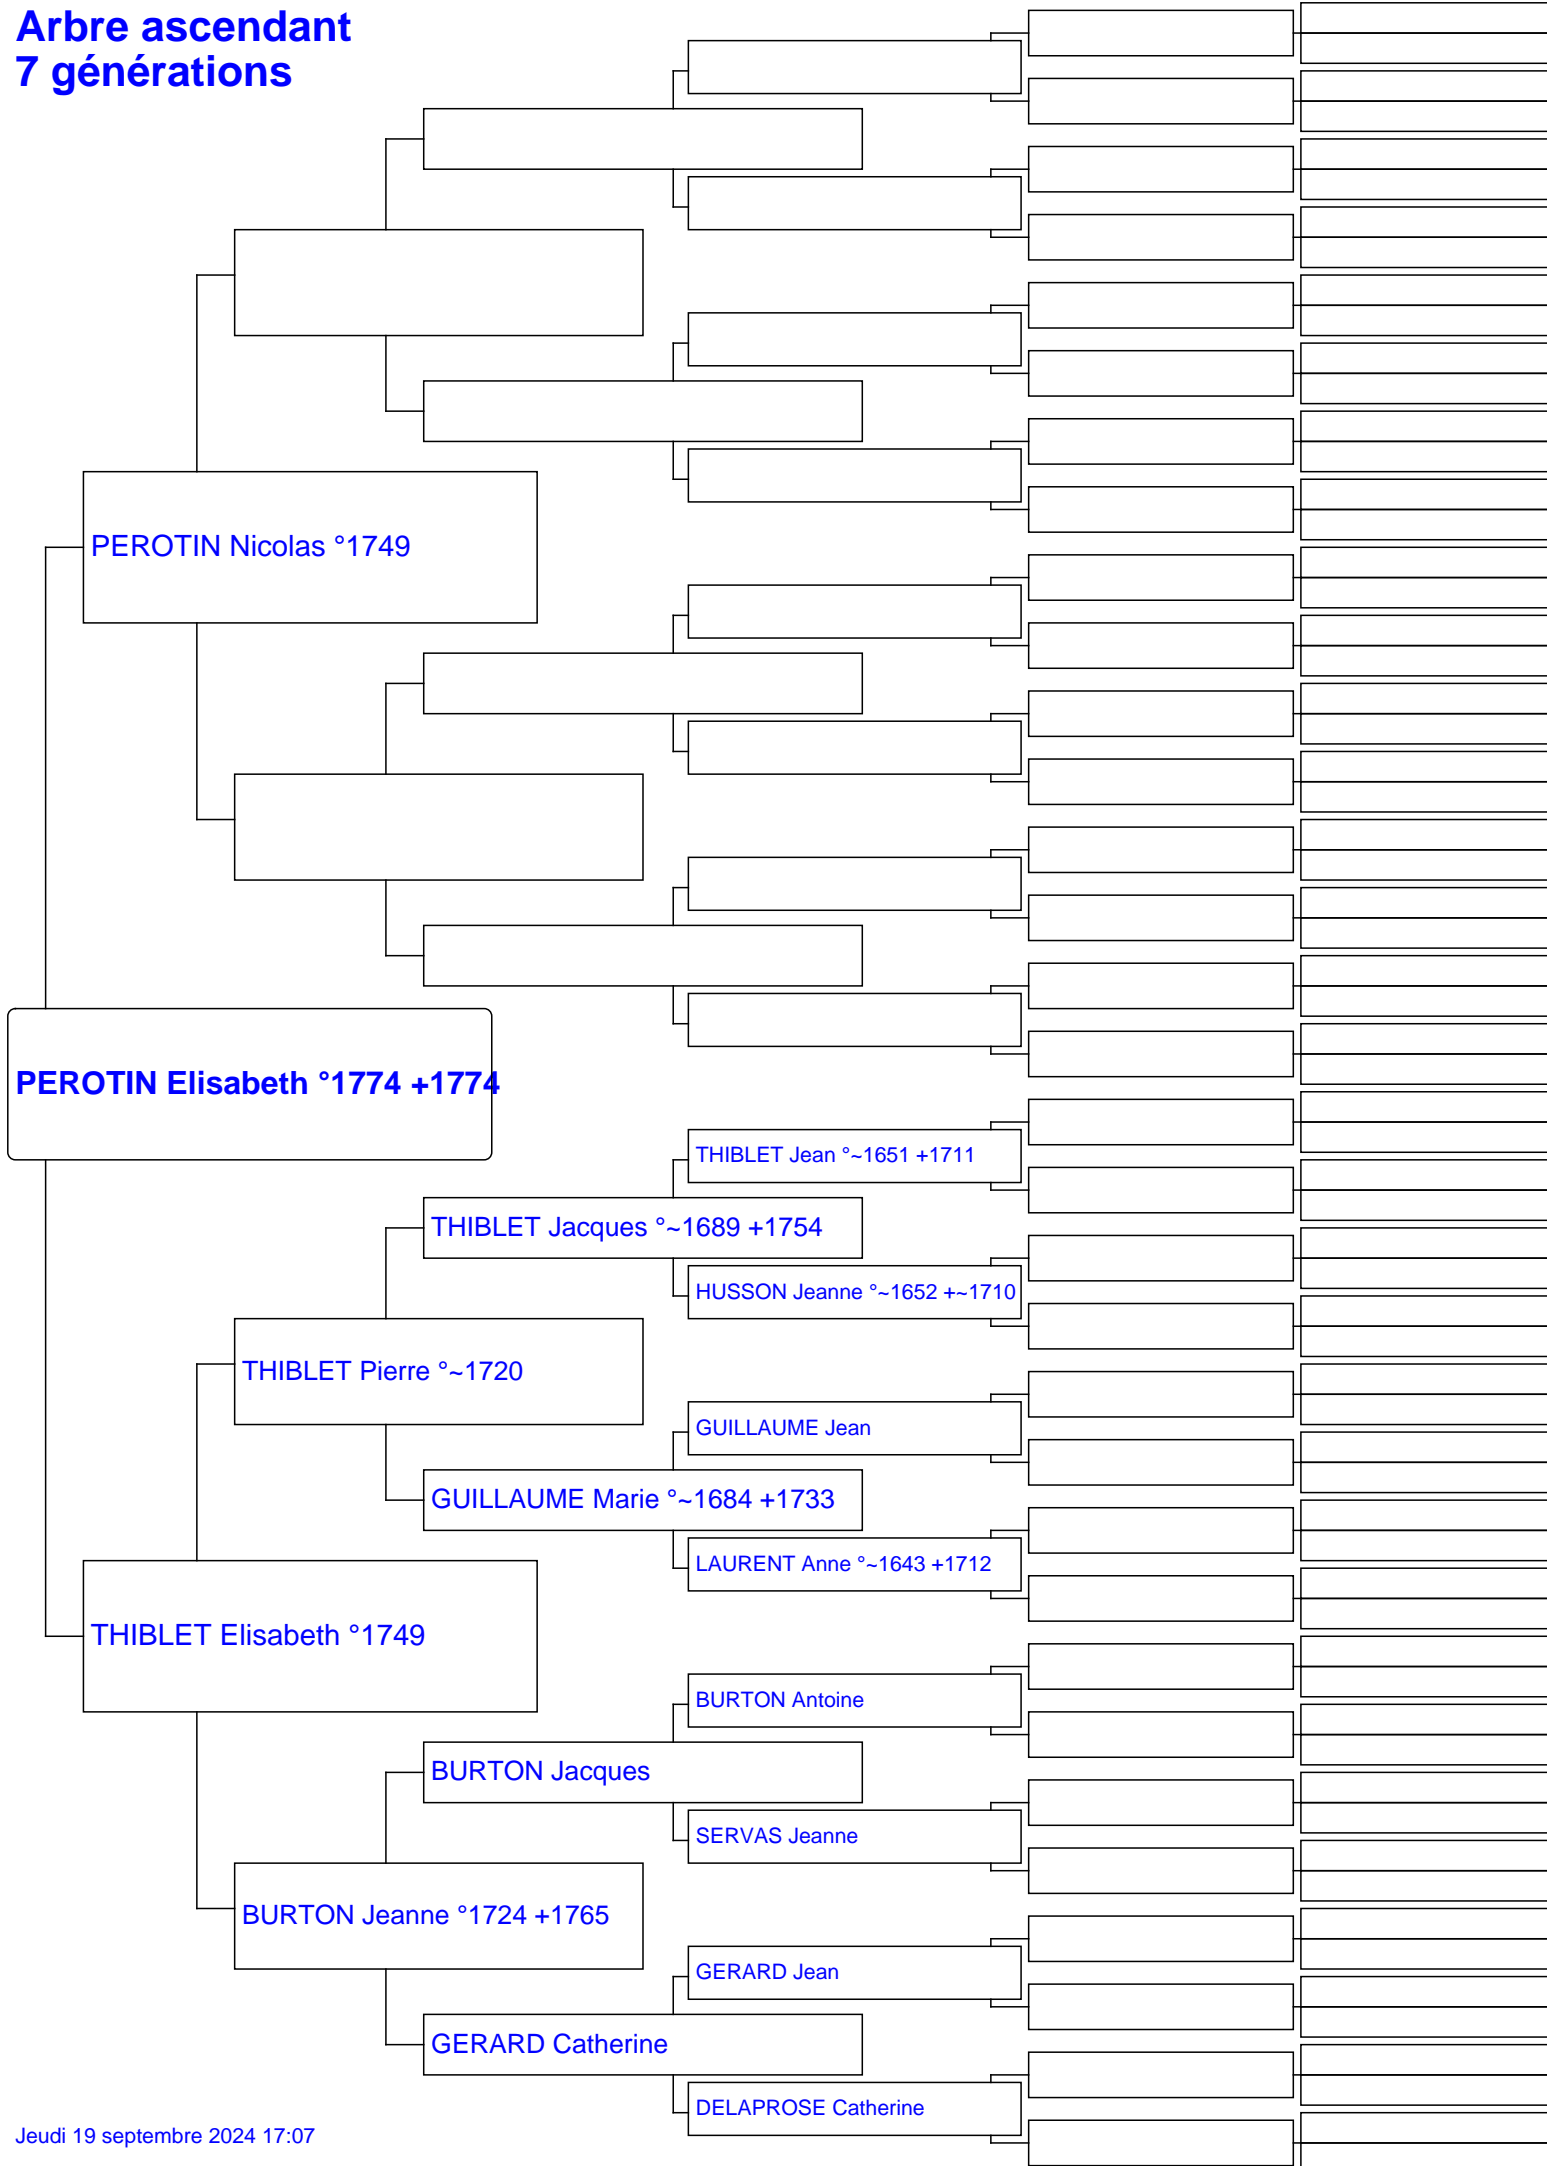 Arbre ascendant
7 générations
PEROTIN Nicolas °1749
PEROTIN Elisabeth °1774 +1774
THIBLET Jean °~1651 +1711
THIBLET Jacques °~1689 +1754
HUSSON Jeanne °~1652 +~1710
THIBLET Pierre °~1720
GUILLAUME Jean
GUILLAUME Marie °~1684 +1733
LAURENT Anne °~1643 +1712
THIBLET Elisabeth °1749
BURTON Antoine
BURTON Jacques
SERVAS Jeanne
BURTON Jeanne °1724 +1765
GERARD Jean
GERARD Catherine
DELAPROSE Catherine
Jeudi 19 septembre 2024 17:07